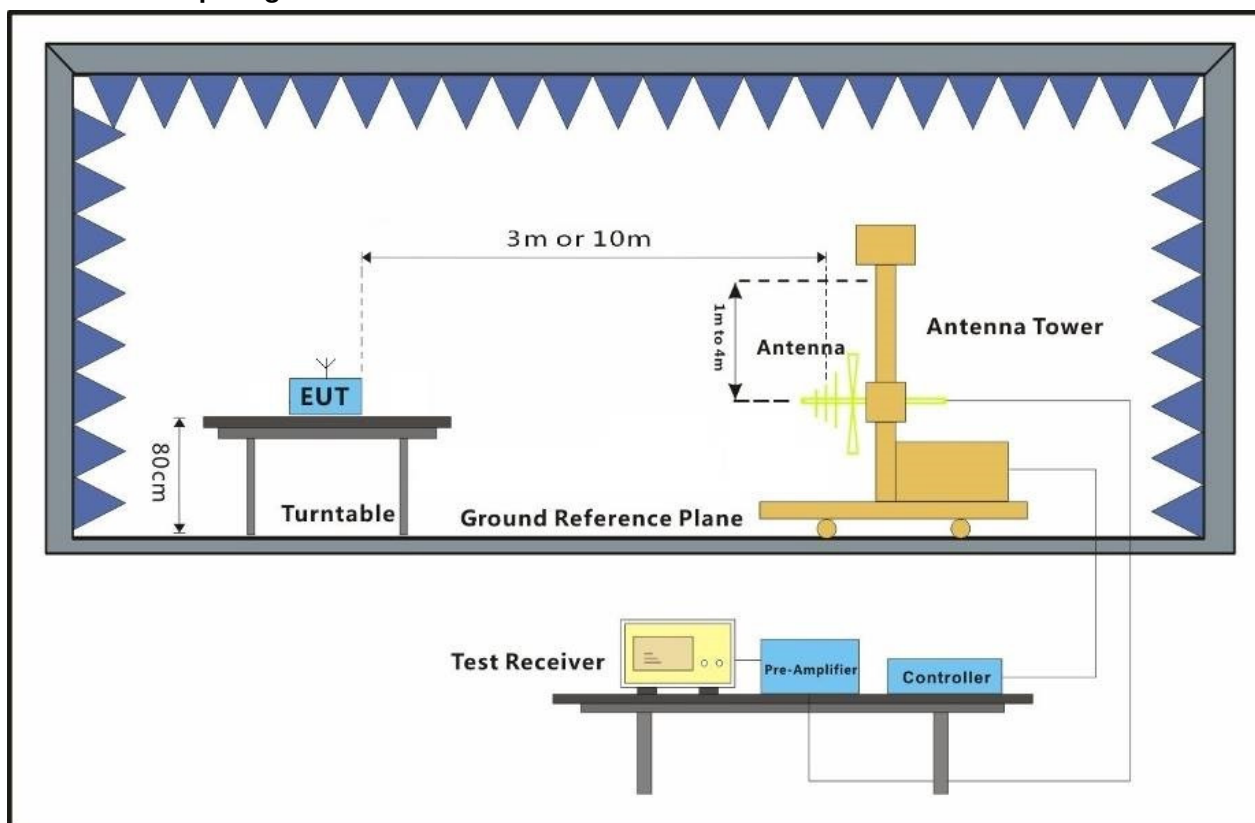 3m or 10m
1m to 4m
Antenna Tower
Antenna
EUT
80cm
Turntable
Ground Reference Plane
Test Receiver
Pre-Amplifier
Controller